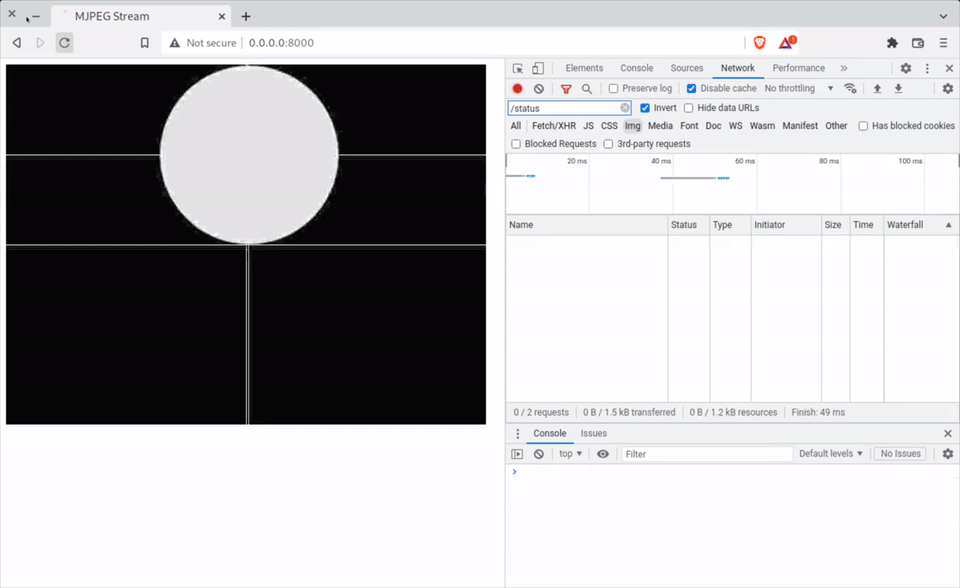 MJPEG Stream
Not secure 0.0.0.0:8000 1
Elements Console Sources Network Performance »
Preserve log Disable cache No throttling
/status Invert Hide data URLs
All Fetch/XHR JS CSS Img Media Font Doc WS Wasm Manifest Other Has blocked cookies
Blocked Requests 3rd-party requests
20 ms 40 ms 60 ms 80 ms 100 ms
Name Status Type Initiator Size Time Waterfall
0 / 2 requests 0 B / 1.5 kB transferred 0 B / 1.2 kB resources Finish: 49 ms
Console Issues
top Filter Default levels No Issues